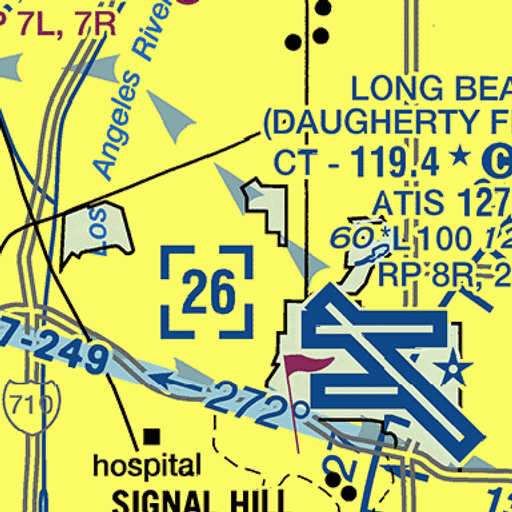 P 7L, 7R
Los Angeles River
LONG BEA
(DAUGHERTY F
CT - 119.4 ★ C
ATIS 127
60 *L 100 12
RP 8R, 2
26
7-249
272°
710
hospital
SIGNAL HILL